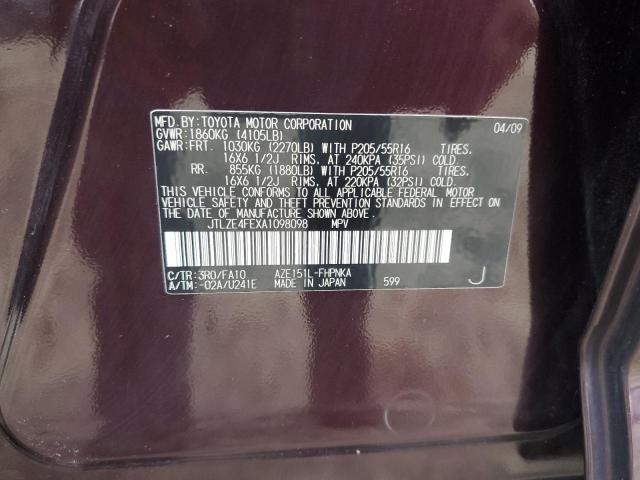 MFD.BY:TOYOTA MOTOR CORPORATION 04/09
GVWR:1860KG (4105LB)
GAWR:FRT. 1030KG (2270LB) WITH P205/55R16 TIRES.
16X6 1/2J RIMS, AT 240KPA (35PSI) COLD.
RR. 855KG (1880LB) WITH P205/55R16 TIRES.
16X6 1/2J RIMS, AT 220KPA (32PSI) COLD.
THIS VEHICLE CONFORMS TO ALL APPLICABLE FEDERAL MOTOR
VEHICLE SAFETY AND THEFT PREVENTION STANDARDS IN EFFECT ON
THE DATE OF MANUFACTURE SHOWN ABOVE.
JTLZE4FEXA1098098 MPV
C/TR:3R0/FA10 AZE151L-FHPNKA
A/TM:-02A/U241E MADE IN JAPAN 599 J